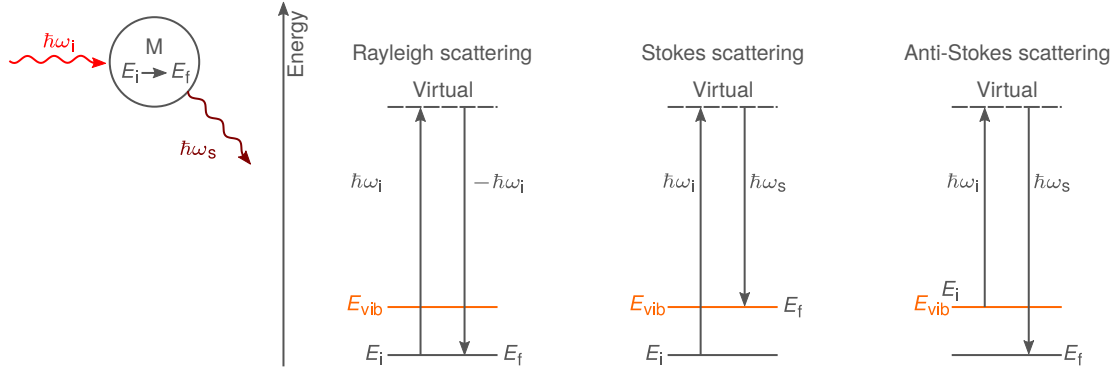 ħωi
M
Ei → Ef
ħωs
Energy
Rayleigh scattering
Virtual
ħωi
−ħωi
Evib
Ei
Ef
Stokes scattering
Virtual
ħωi
ħωs
Evib
Ef
Ei
Anti-Stokes scattering
Virtual
ħωi
ħωs
Ei
Evib
Ef